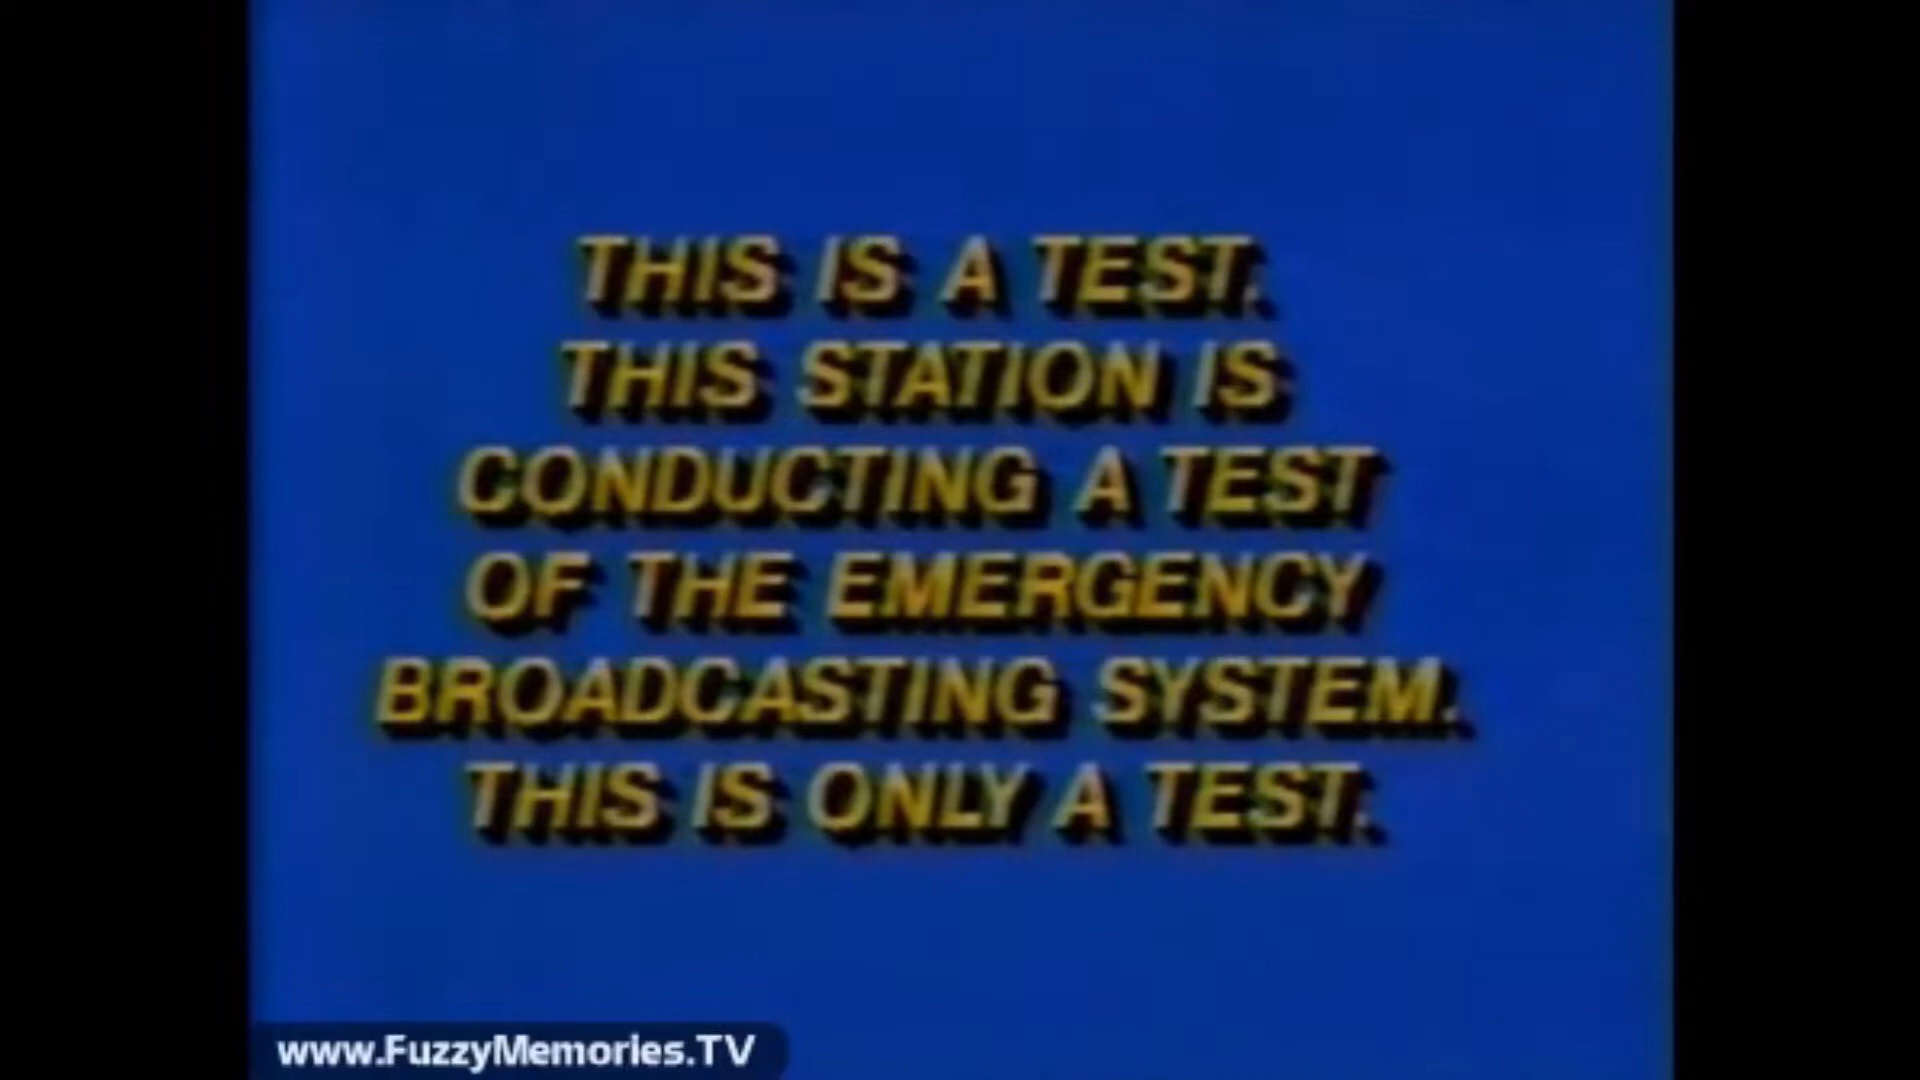 THIS IS A TEST.
THIS STATION IS
CONDUCTING A TEST
OF THE EMERGENCY
BROADCASTING SYSTEM.
THIS IS ONLY A TEST.
www.FuzzyMemories.TV